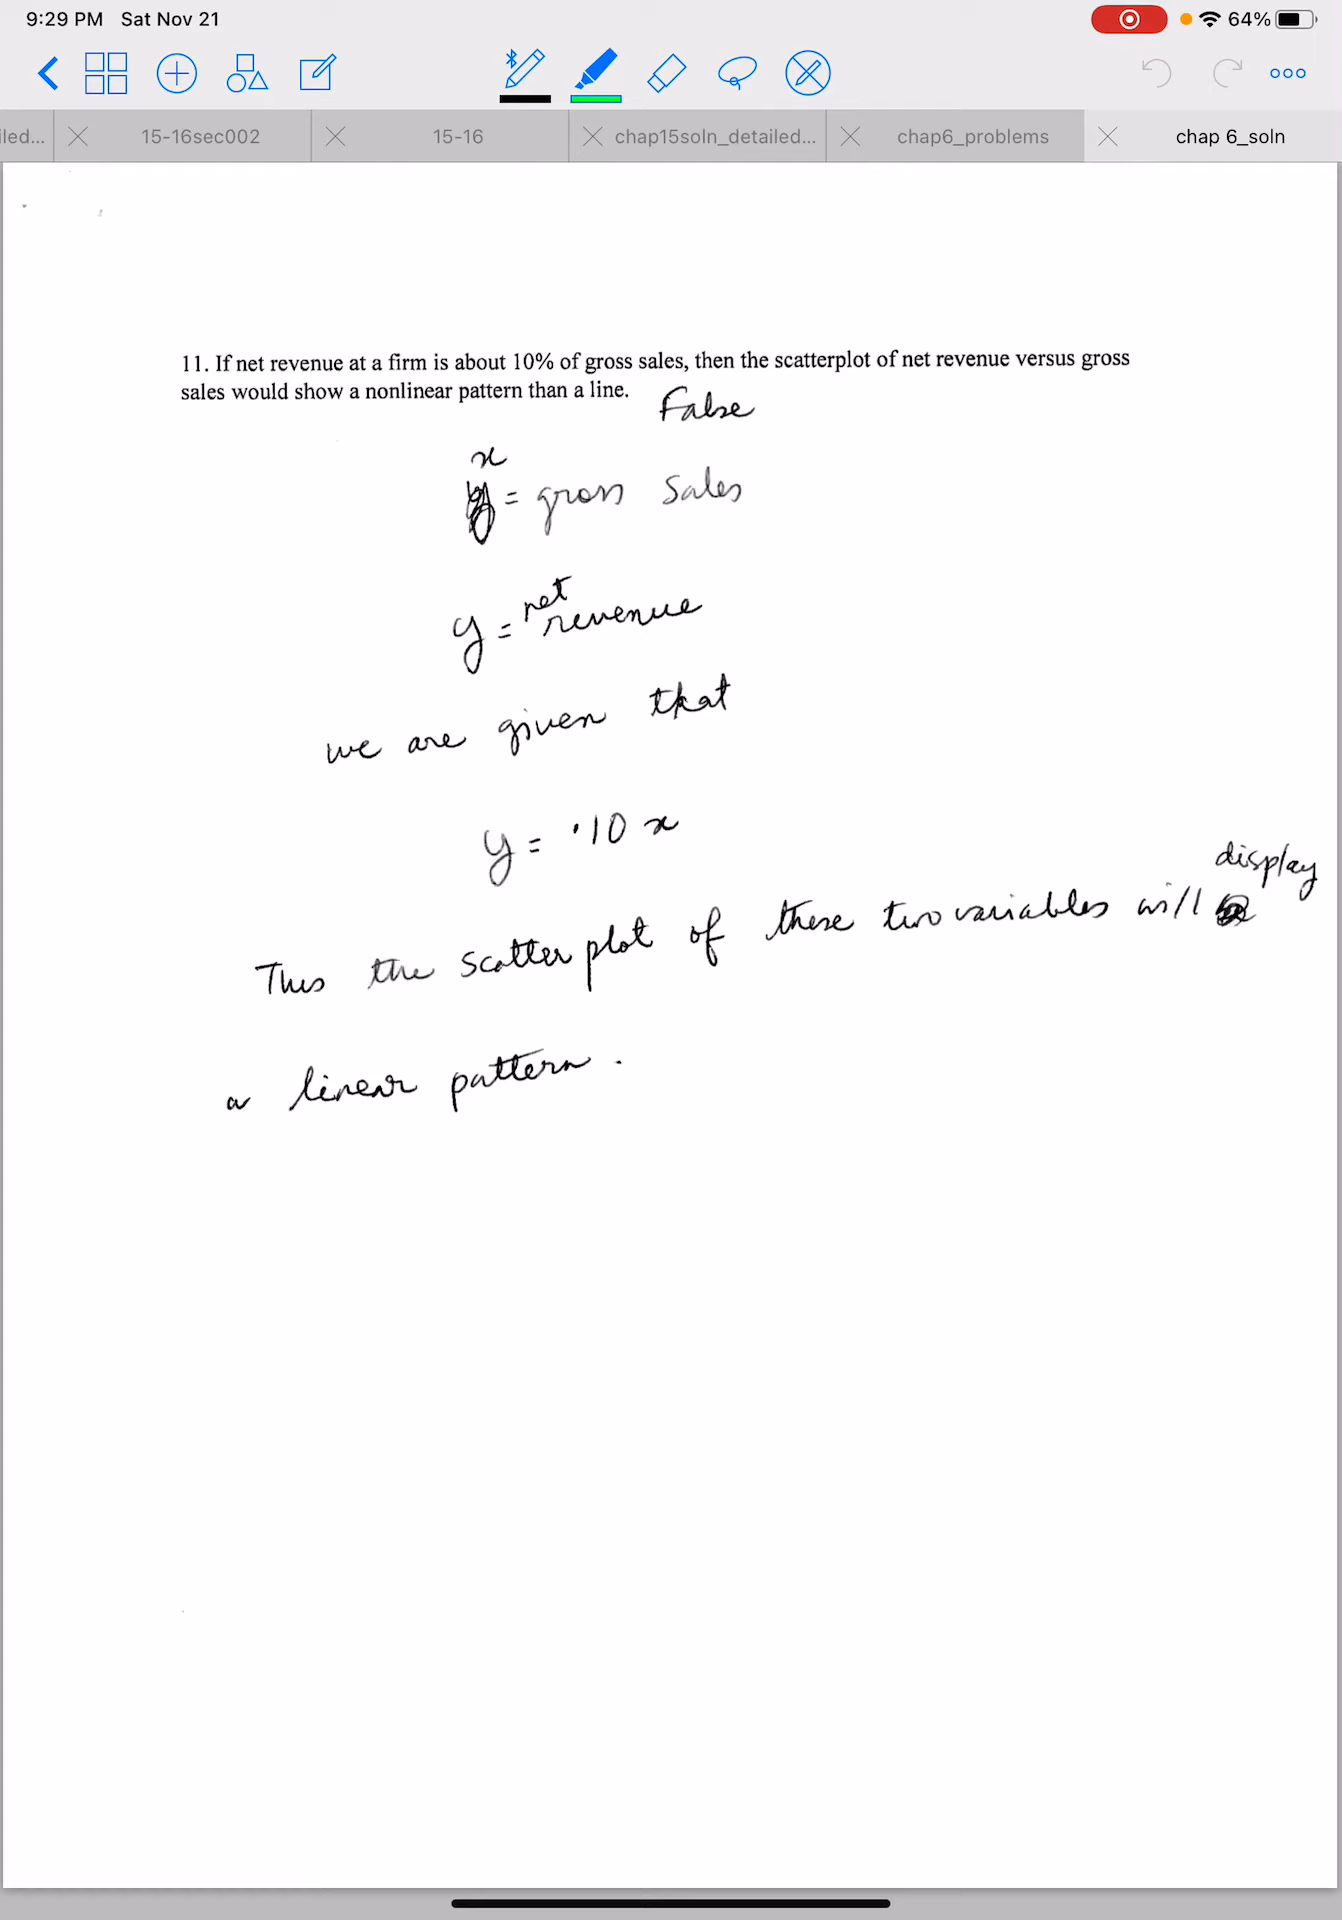 9:29 PM Sat Nov 21
64%
iled...
15-16sec002
15-16
chap15soln_detailed...
chap6_problems
chap 6_soln
11. If net revenue at a firm is about 10% of gross sales, then the scatterplot of net revenue versus gross
sales would show a nonlinear pattern than a line.
False
x
= gross sales
net
y = revenue
we are given that
y = .10 x
display
Thus the scatter plot of these two variables will
a linear pattern.